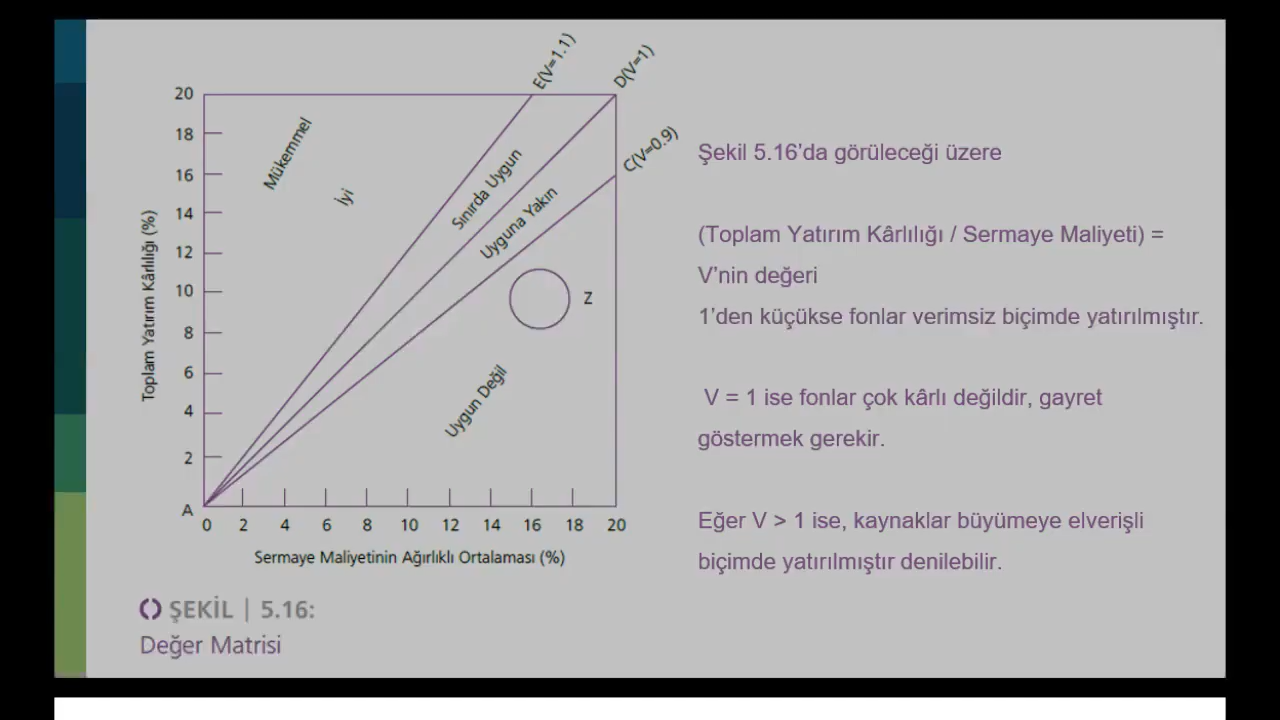 E(V=1.1)
D(V=1)
C(V=0.9)
20
18
16
14
12
10
8
6
4
2
A
Toplam Yatırım Kârlılığı (%)
Mükemmel
İyi
Sınırda Uygun
Uyguna Yakın
Z
Uygun Değil
0 2 4 6 8 10 12 14 16 18 20
Sermaye Maliyetinin Ağırlıklı Ortalaması (%)
ŞEKİL | 5.16:
Değer Matrisi
Şekil 5.16’da görüleceği üzere
(Toplam Yatırım Kârlılığı / Sermaye Maliyeti) =
V’nin değeri
1’den küçükse fonlar verimsiz biçimde yatırılmıştır.
V = 1 ise fonlar çok kârlı değildir, gayret
göstermek gerekir.
Eğer V > 1 ise, kaynaklar büyümeye elverişli
biçimde yatırılmıştır denilebilir.